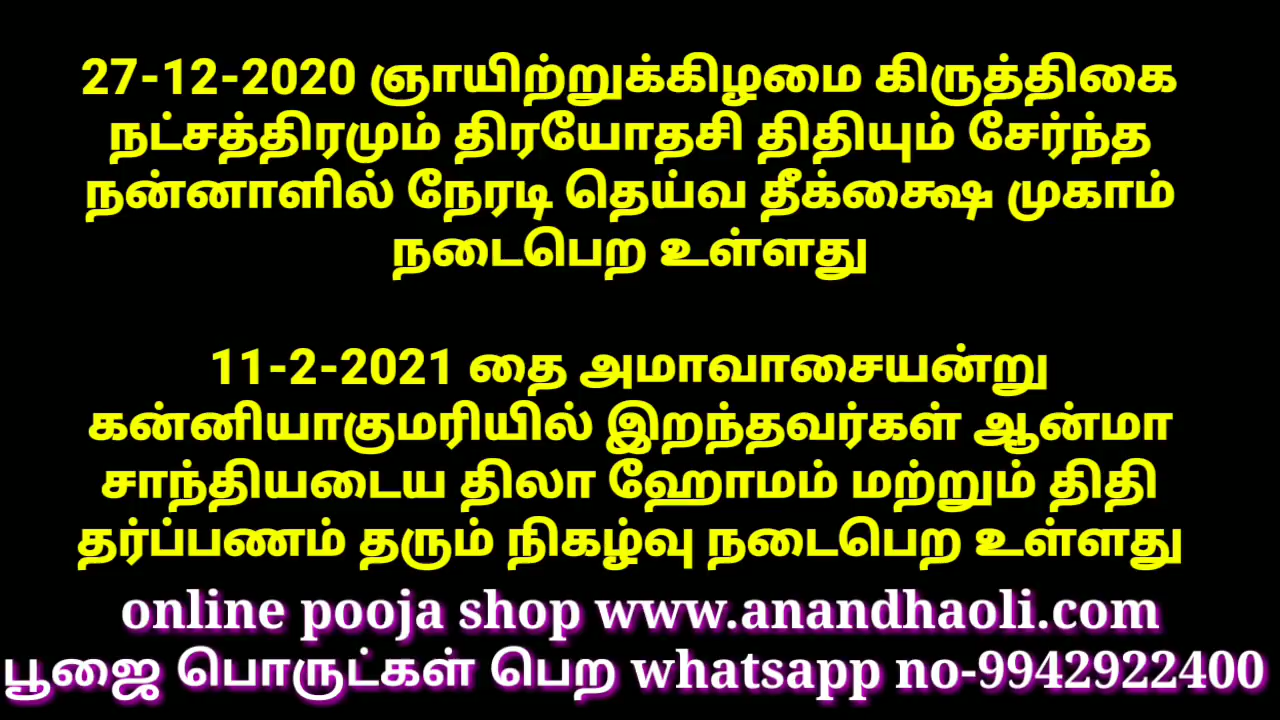 27-12-2020 ஞாயிற்றுக்கிழமை கிருத்திகை
நட்சத்திரமும் திரயோதசி திதியும் சேர்ந்த
நன்னாளில் நேரடி தெய்வ தீக்க்ஷை முகாம்
நடைபெற உள்ளது
11-2-2021 தை அமாவாசையன்று
கன்னியாகுமரியில் இறந்தவர்கள் ஆன்மா
சாந்தியடைய திலா ஹோமம் மற்றும் திதி
தர்ப்பணம் தரும் நிகழ்வு நடைபெற உள்ளது
online pooja shop www.anandhaoli.com
பூஜை பொருட்கள் பெற whatsapp no-9942922400